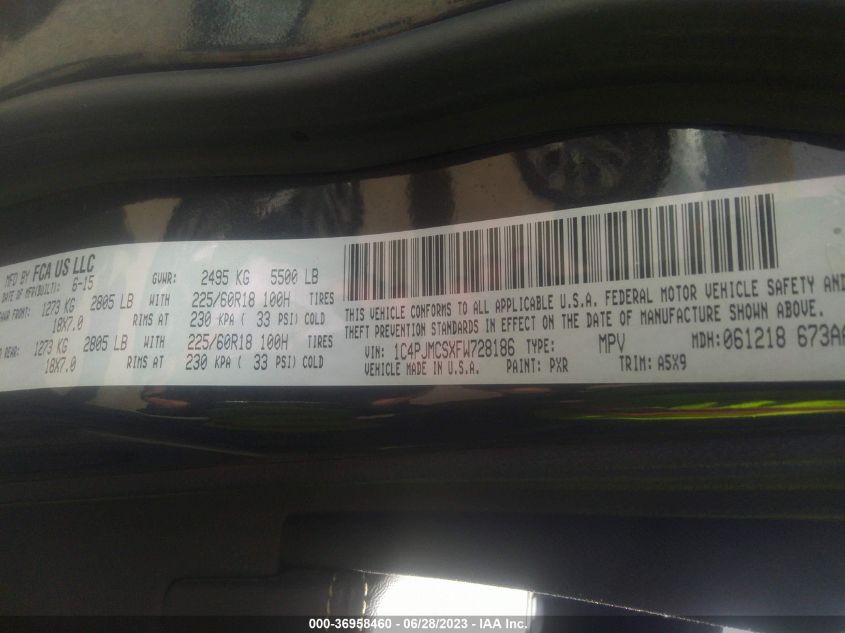 MFD BY FCA US LLC
DATE OF MFR(BUILT): 6-15 GVWR: 2495 KG 5500 LB
GAWR FRONT: 1273 KG 2805 LB WITH 225/60R18 100H TIRES
18X7.0 RIMS AT 230 KPA ( 33 PSI) COLD
REAR: 1273 KG 2805 LB WITH 225/60R18 100H TIRES
18X7.0 RIMS AT 230 KPA ( 33 PSI) COLD
THIS VEHICLE CONFORMS TO ALL APPLICABLE U.S.A. FEDERAL MOTOR VEHICLE SAFETY AND
THEFT PREVENTION STANDARDS IN EFFECT ON THE DATE OF MANUFACTURE SHOWN ABOVE.
VIN: 1C4PJMCSXFW728186 TYPE: MPV MDH: 061218 673AA
VEHICLE MADE IN U.S.A. PAINT: PXR TRIM: A5X9
000-36958460 - 06/28/2023 - IAA Inc.